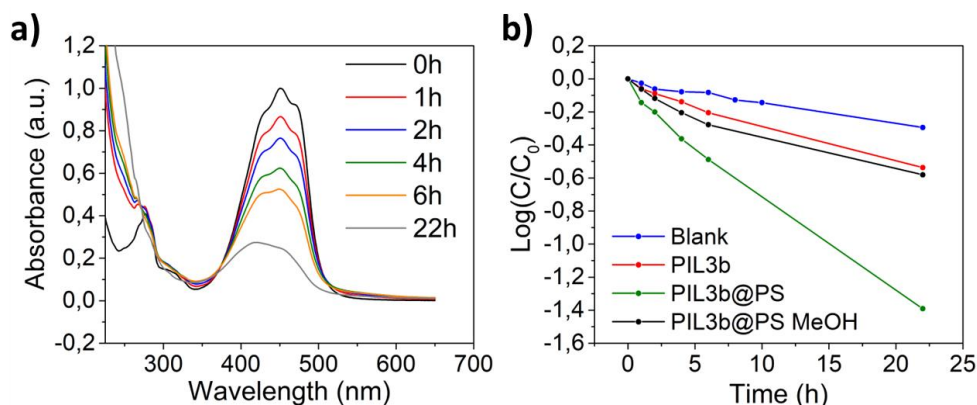 a)
1,2
1,0
0,8
0,6
0,4
0,2
0,0
-0,2
Absorbance (a.u.)
0h
1h
2h
4h
6h
22h
300
400
500
600
700
Wavelength (nm)
b)
0,2
0,0
-0,2
-0,4
-0,6
-0,8
-1,0
-1,2
-1,4
-1,6
Log(C/C₀)
Blank
PIL3b
PIL3b@PS
PIL3b@PS MeOH
-5
0
5
10
15
20
25
Time (h)